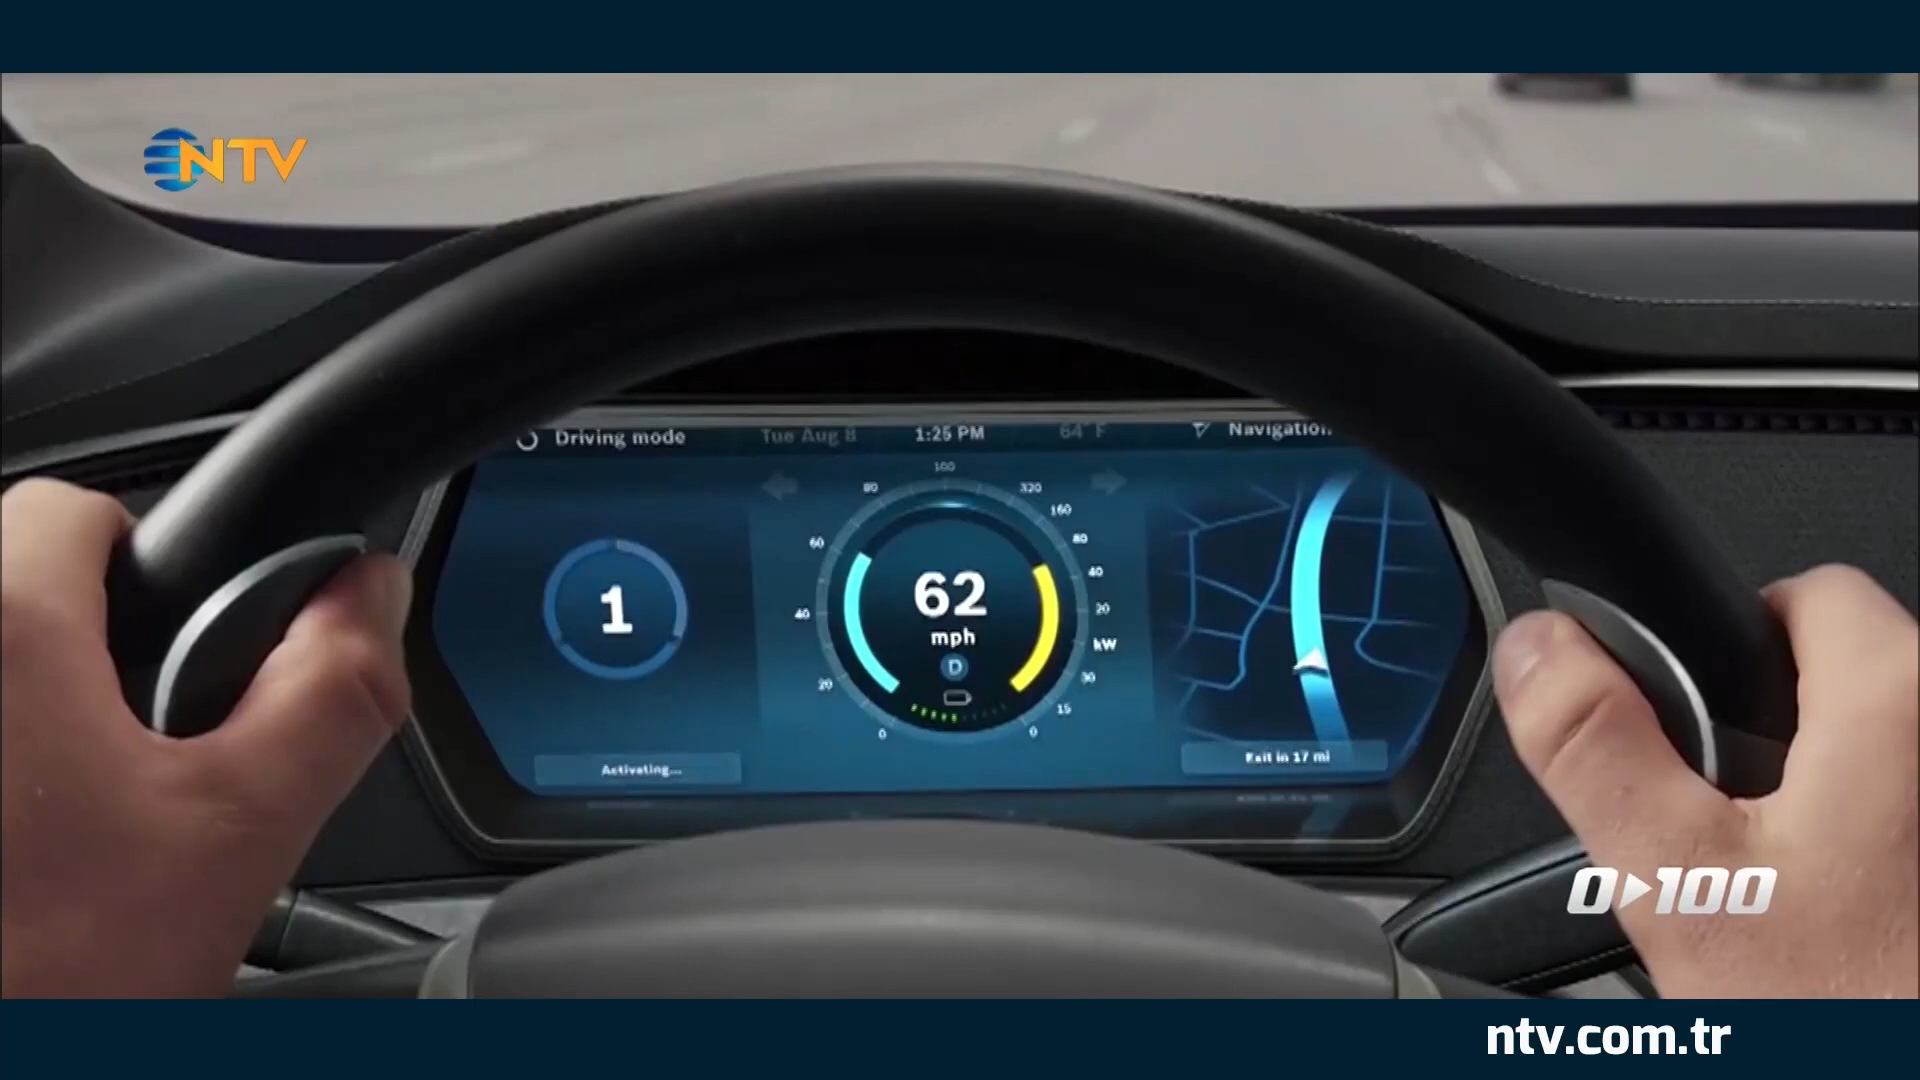 NTV
Driving mode
Tue Aug 8
1:25 PM
64°F
Navigation
1
Activating...
100
80
60
40
20
0
320
160
80
40
20
kW
30
15
0
62
mph
D
Exit in 17 mi
0►100
ntv.com.tr